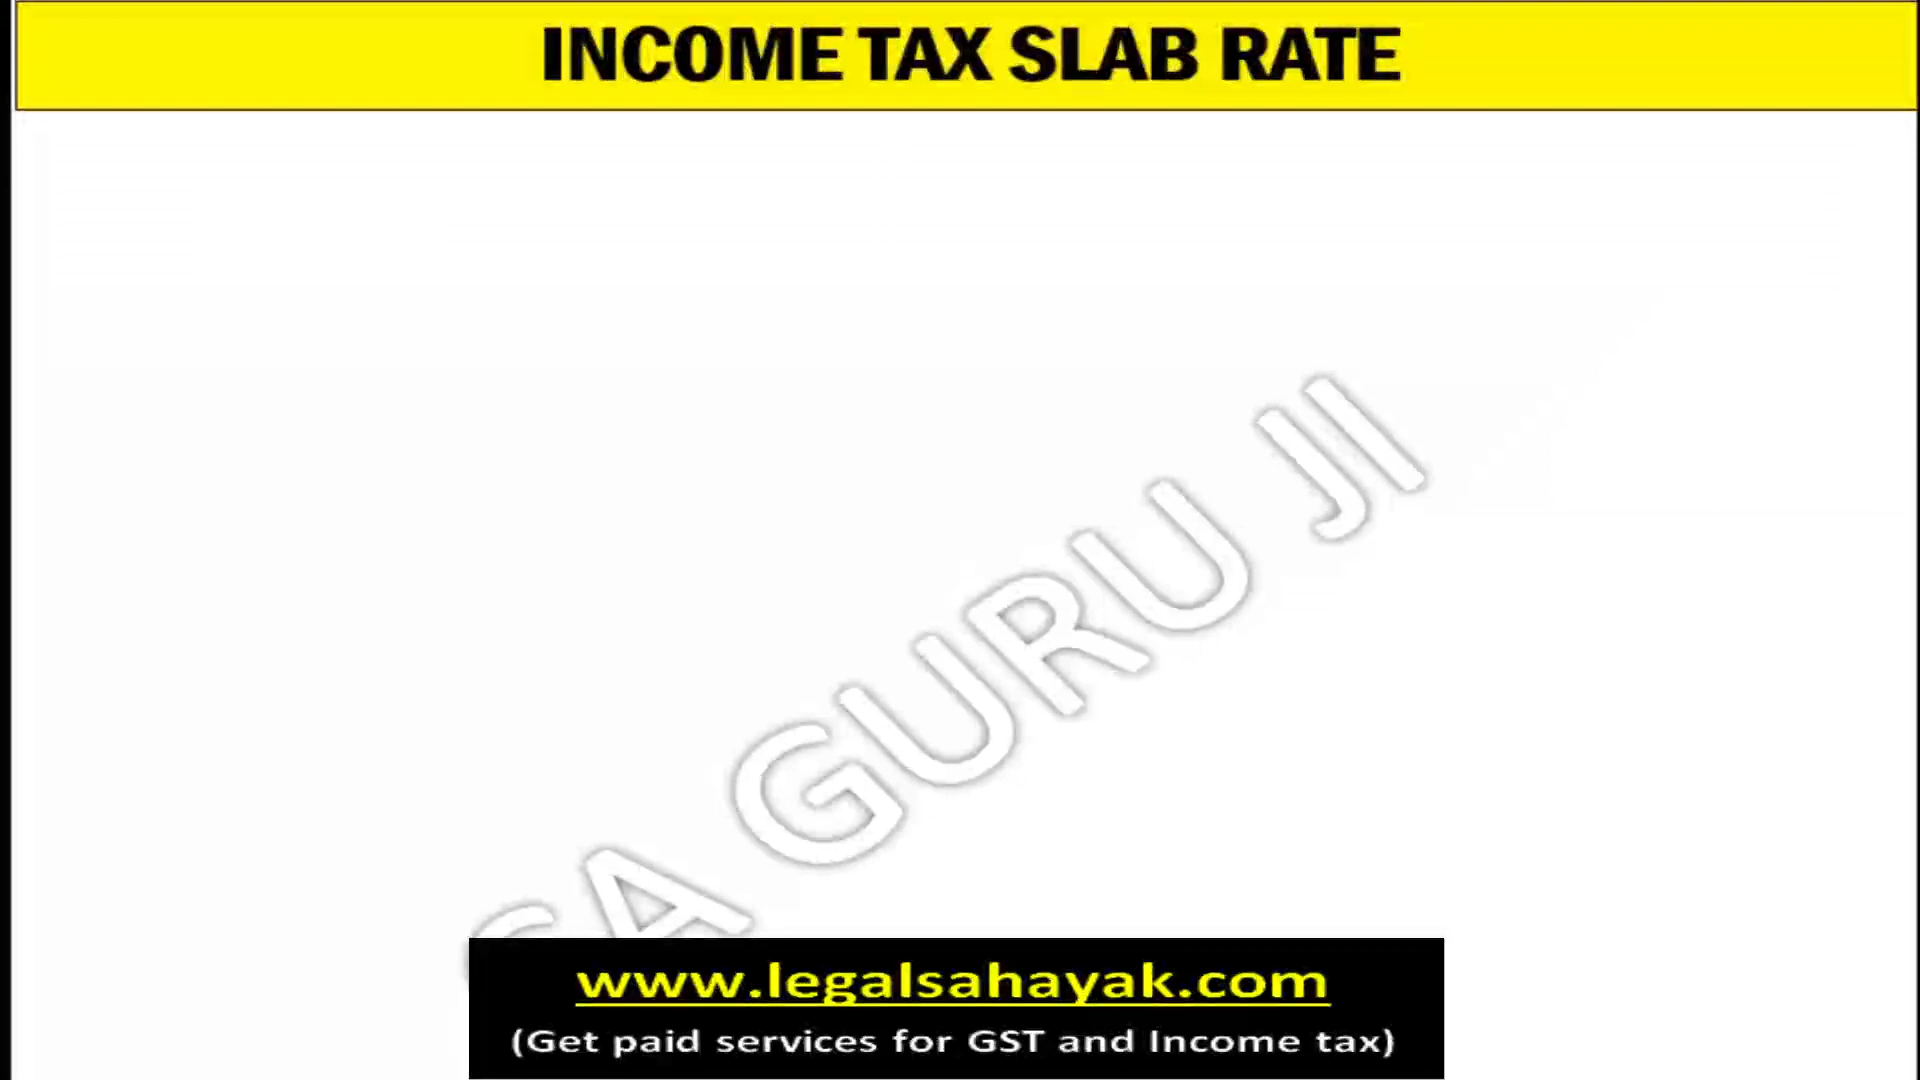 INCOME TAX SLAB RATE
CA GURU JI
www.legalsahayak.com
(Get paid services for GST and Income tax)